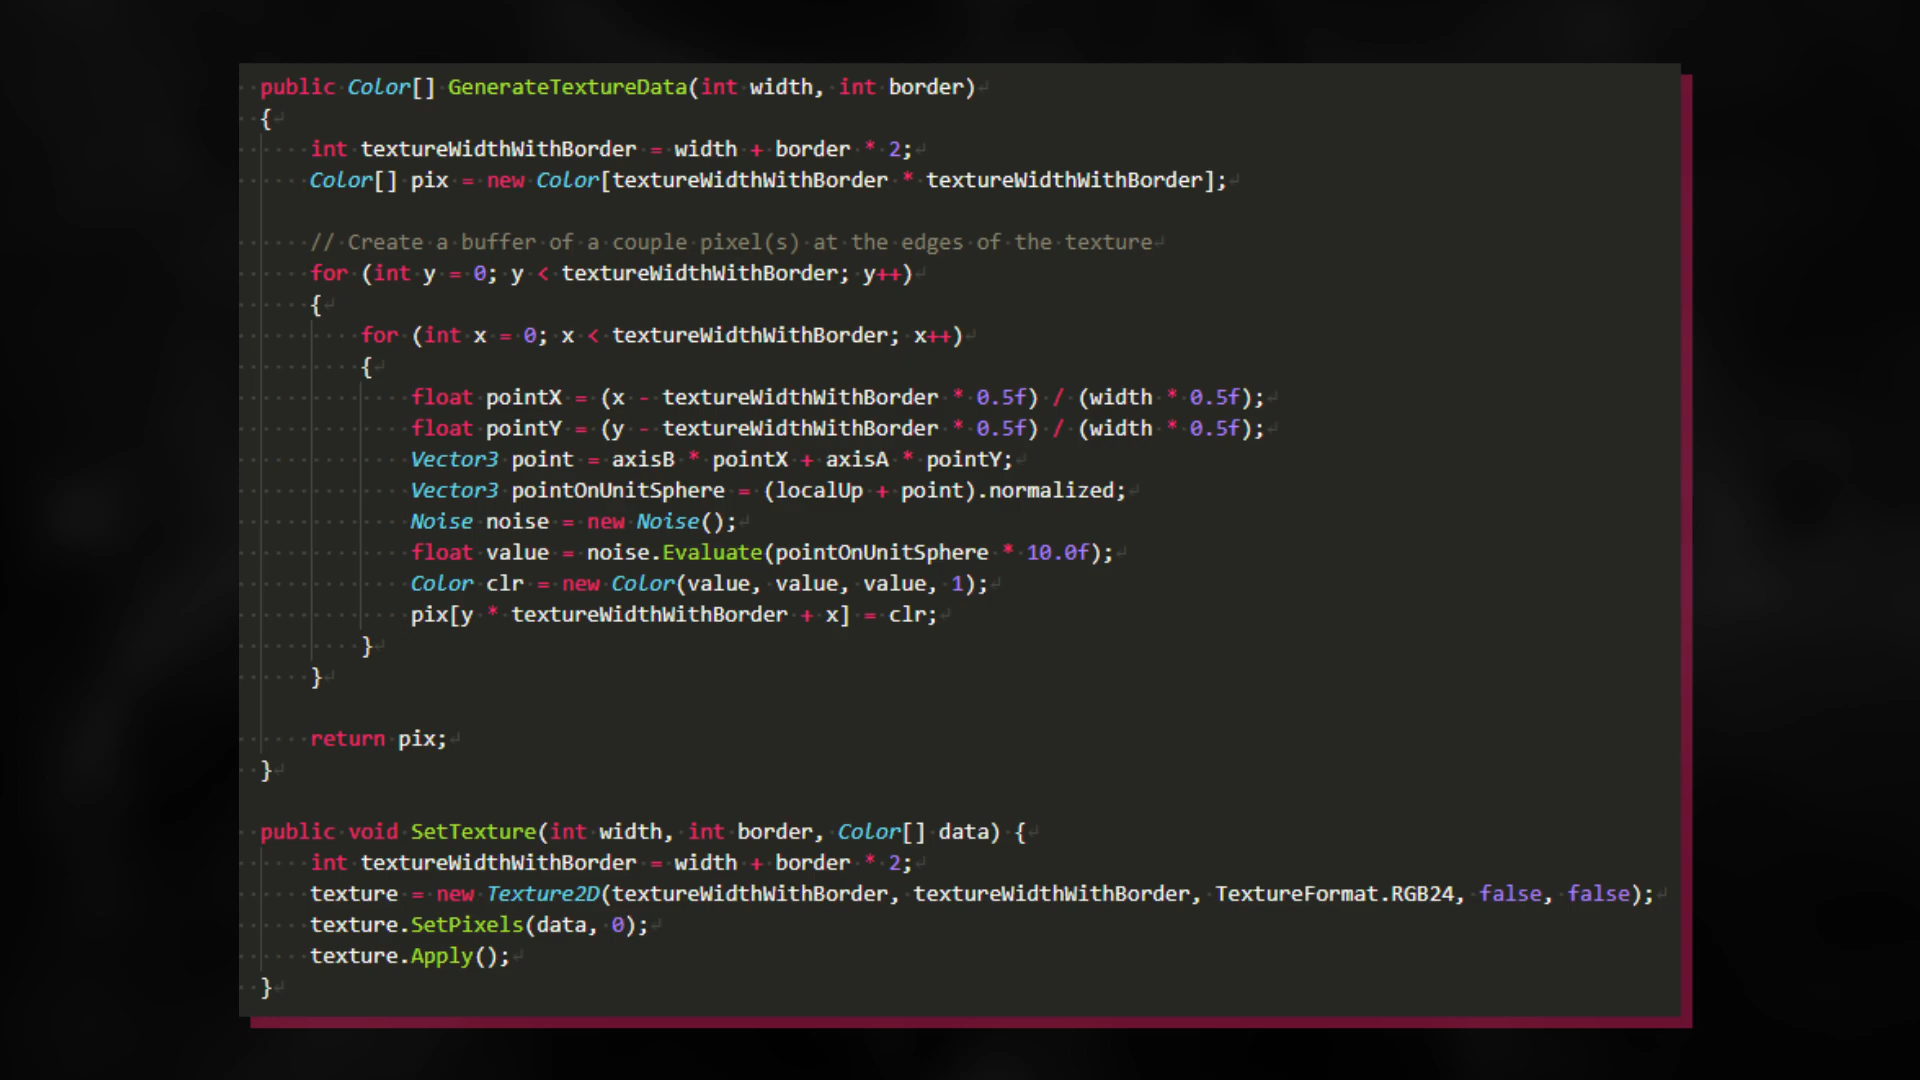 public Color[] GenerateTextureData(int width, int border)
{
int textureWidthWithBorder = width + border * 2;
Color[] pix = new Color[textureWidthWithBorder * textureWidthWithBorder];
// Create a buffer of a couple pixel(s) at the edges of the texture
for (int y = 0; y < textureWidthWithBorder; y++)
{
for (int x = 0; x < textureWidthWithBorder; x++)
{
float pointX = (x - textureWidthWithBorder * 0.5f) / (width * 0.5f);
float pointY = (y - textureWidthWithBorder * 0.5f) / (width * 0.5f);
Vector3 point = axisB * pointX + axisA * pointY;
Vector3 pointOnUnitSphere = (localUp + point).normalized;
Noise noise = new Noise();
float value = noise.Evaluate(pointOnUnitSphere * 10.0f);
Color clr = new Color(value, value, value, 1);
pix[y * textureWidthWithBorder + x] = clr;
}
}
return pix;
}
public void SetTexture(int width, int border, Color[] data) {
int textureWidthWithBorder = width + border * 2;
texture = new Texture2D(textureWidthWithBorder, textureWidthWithBorder, TextureFormat.RGB24, false, false);
texture.SetPixels(data, 0);
texture.Apply();
}